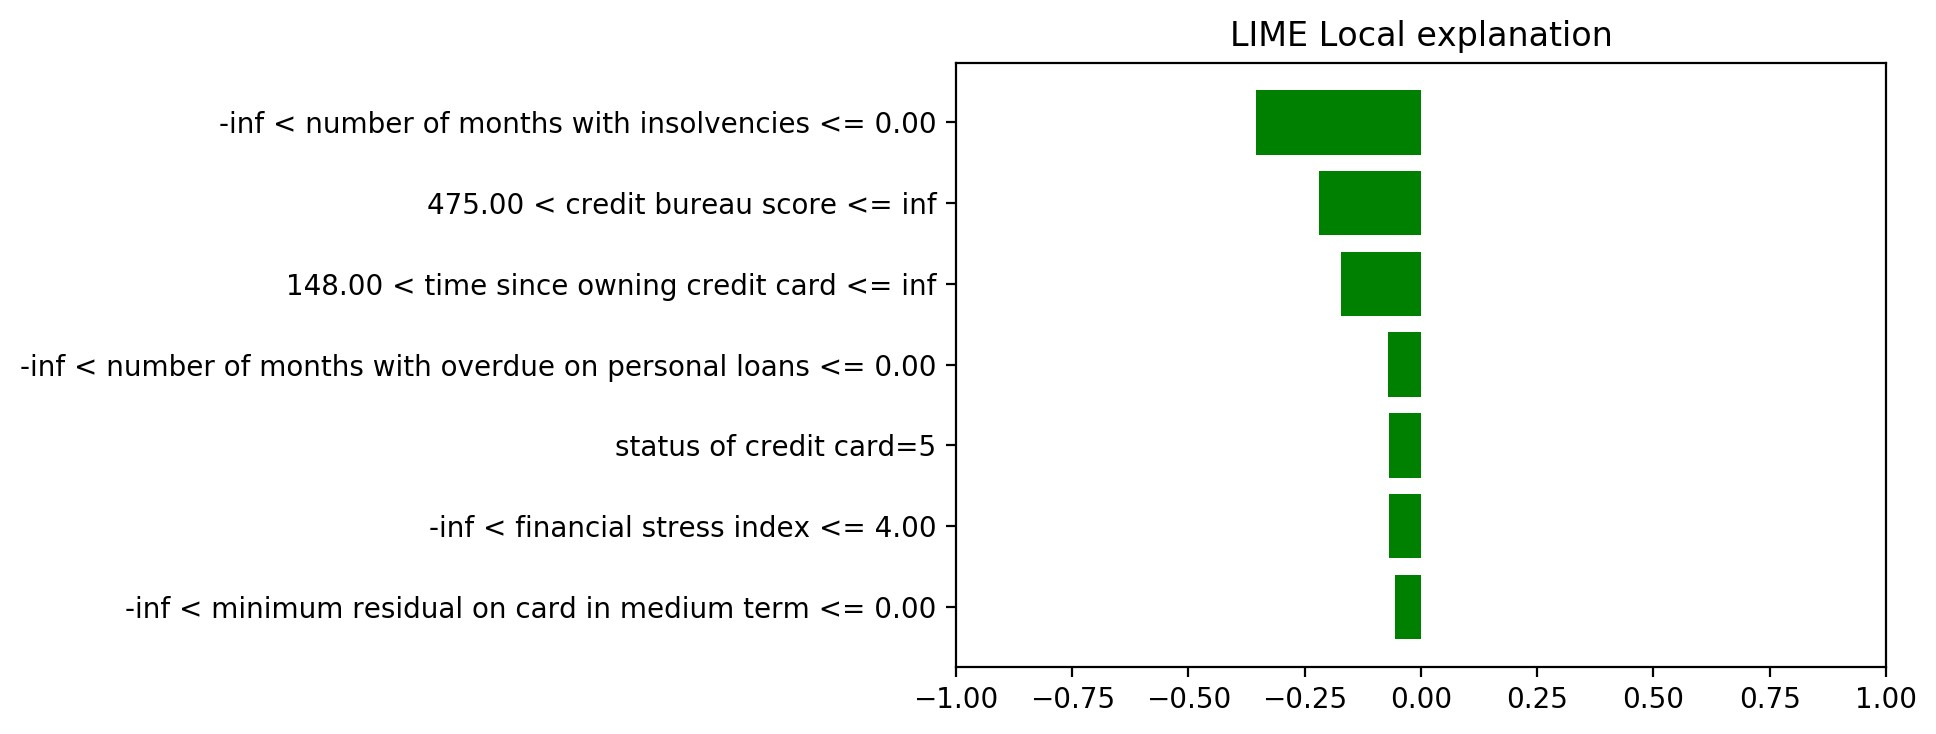 LIME Local explanation
-inf < number of months with insolvencies <= 0.00
475.00 < credit bureau score <= inf
148.00 < time since owning credit card <= inf
-inf < number of months with overdue on personal loans <= 0.00
status of credit card=5
-inf < financial stress index <= 4.00
-inf < minimum residual on card in medium term <= 0.00
−1.00 −0.75 −0.50 −0.25 0.00 0.25 0.50 0.75 1.00